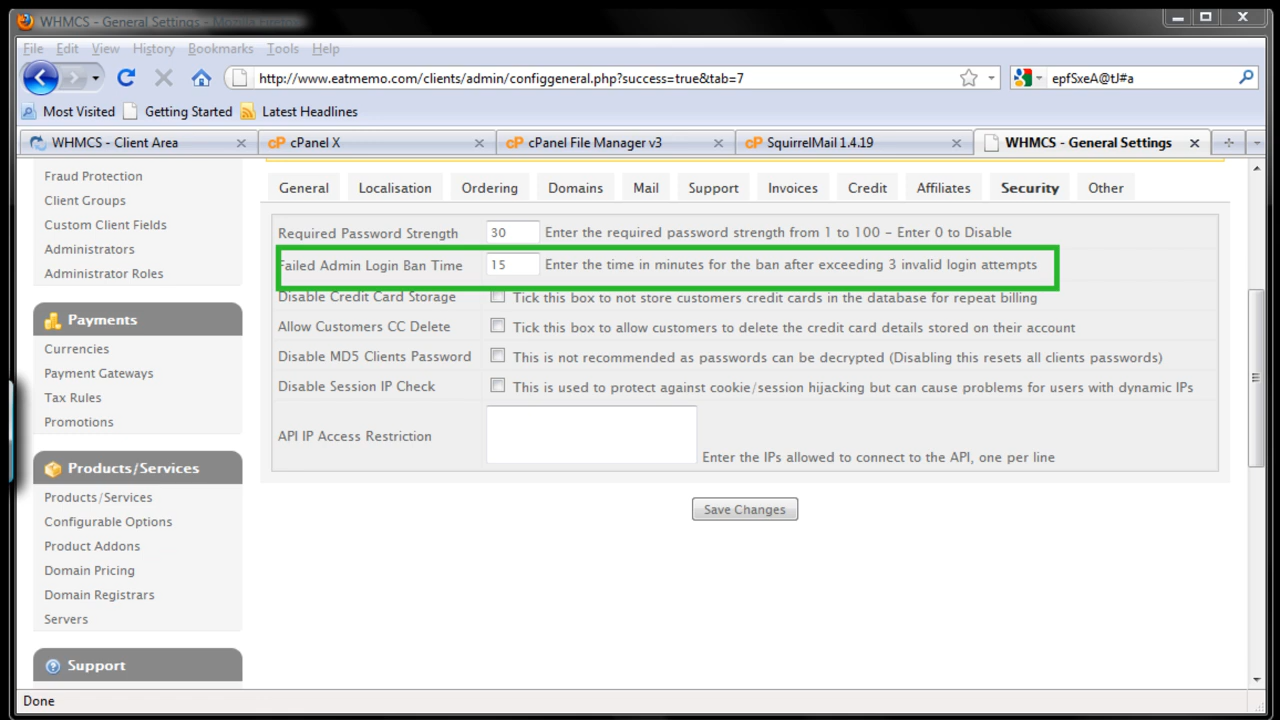 WHMCS - General Settings - Mozilla Firefox
File Edit View History Bookmarks Tools Help
http://www.eatmemo.com/clients/admin/configgeneral.php?success=true&tab=7
epfSxeA@tJ#a
Most Visited Getting Started Latest Headlines
WHMCS - Client Area
cPanel X
cPanel File Manager v3
SquirrelMail 1.4.19
WHMCS - General Settings
Fraud Protection
Client Groups
Custom Client Fields
Administrators
Administrator Roles
Payments
Currencies
Payment Gateways
Tax Rules
Promotions
Products/Services
Products/Services
Configurable Options
Product Addons
Domain Pricing
Domain Registrars
Servers
Support
General Localisation Ordering Domains Mail Support Invoices Credit Affiliates Security Other
Required Password Strength 30 Enter the required password strength from 1 to 100 - Enter 0 to Disable
Failed Admin Login Ban Time 15 Enter the time in minutes for the ban after exceeding 3 invalid login attempts
Disable Credit Card Storage Tick this box to not store customers credit cards in the database for repeat billing
Allow Customers CC Delete Tick this box to allow customers to delete the credit card details stored on their account
Disable MD5 Clients Password This is not recommended as passwords can be decrypted (Disabling this resets all clients passwords)
Disable Session IP Check This is used to protect against cookie/session hijacking but can cause problems for users with dynamic IPs
API IP Access Restriction Enter the IPs allowed to connect to the API, one per line
Save Changes
Done